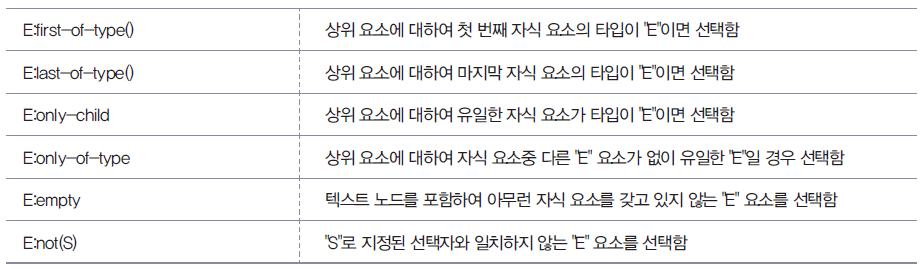 E:first-of-type() 상위 요소에 대하여 첫 번째 자식 요소의 타입이 "E"이면 선택함
E:last-of-type() 상위 요소에 대하여 마지막 자식 요소의 타입이 "E"이면 선택함
E:only-child 상위 요소에 대하여 유일한 자식 요소가 타입이 "E"이면 선택함
E:only-of-type 상위 요소에 대하여 자식 요소중 다른 "E" 요소가 없이 유일한 "E"일 경우 선택함
E:empty 텍스트 노드를 포함하여 아무런 자식 요소를 갖고 있지 않는 "E" 요소를 선택함
E:not(S) "S"로 지정된 선택자와 일치하지 않는 "E" 요소를 선택함